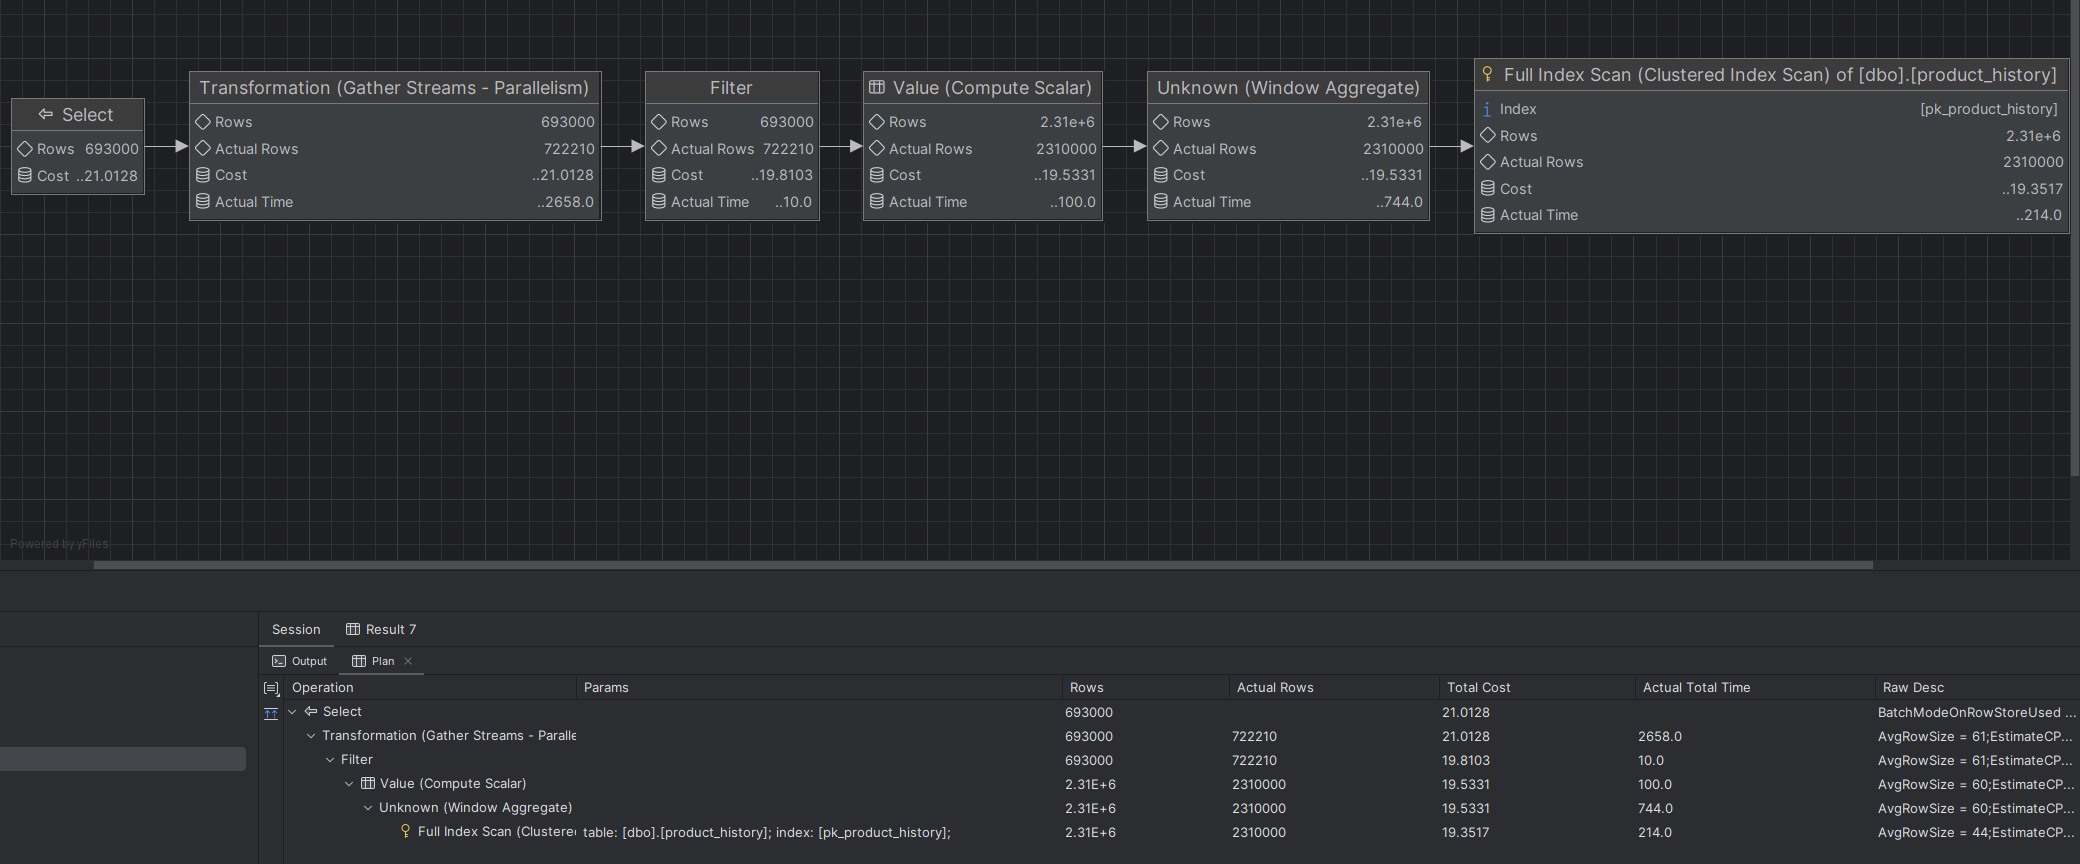 Select
Rows 693000
Cost ..21.0128
Transformation (Gather Streams - Parallelism)
Rows 693000
Actual Rows 722210
Cost ..21.0128
Actual Time ..2658.0
Filter
Rows 693000
Actual Rows 722210
Cost ..19.8103
Actual Time ..10.0
Value (Compute Scalar)
Rows 2.31e+6
Actual Rows 2310000
Cost ..19.5331
Actual Time ..100.0
Unknown (Window Aggregate)
Rows 2.31e+6
Actual Rows 2310000
Cost ..19.5331
Actual Time ..744.0
Full Index Scan (Clustered Index Scan) of [dbo].[product_history]
Index [pk_product_history]
Rows 2.31e+6
Actual Rows 2310000
Cost ..19.3517
Actual Time ..214.0
Powered by yFiles
Session Result 7
Output Plan
Operation Params Rows Actual Rows Total Cost Actual Total Time Raw Desc
Select 693000 21.0128 BatchModeOnRowStoreUsed ...
Transformation (Gather Streams - Paralle 693000 722210 21.0128 2658.0 AvgRowSize = 61;EstimateCP...
Filter 693000 722210 19.8103 10.0 AvgRowSize = 61;EstimateCP...
Value (Compute Scalar) 2.31E+6 2310000 19.5331 100.0 AvgRowSize = 60;EstimateCP...
Unknown (Window Aggregate) 2.31E+6 2310000 19.5331 744.0 AvgRowSize = 60;EstimateCP...
Full Index Scan (Clustere table: [dbo].[product_history]; index: [pk_product_history]; 2.31E+6 2310000 19.3517 214.0 AvgRowSize = 44;EstimateCP...